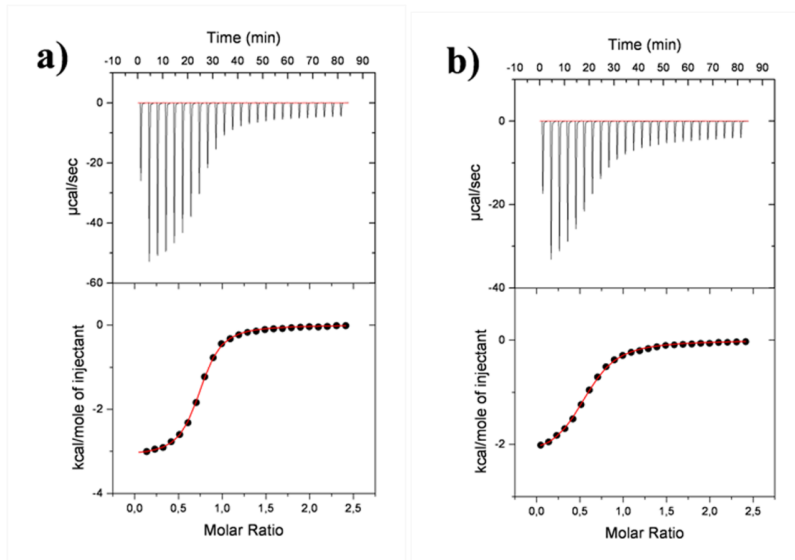 a)
Time (min)
-10 0 10 20 30 40 50 60 70 80 90
0
-20
-40
-60
µcal/sec
0
-2
-4
kcal/mole of injectant
0,0 0,5 1,0 1,5 2,0 2,5
Molar Ratio
b)
Time (min)
-10 0 10 20 30 40 50 60 70 80 90
0
-20
-40
µcal/sec
0
-2
kcal/mole of injectant
0,0 0,5 1,0 1,5 2,0 2,5
Molar Ratio